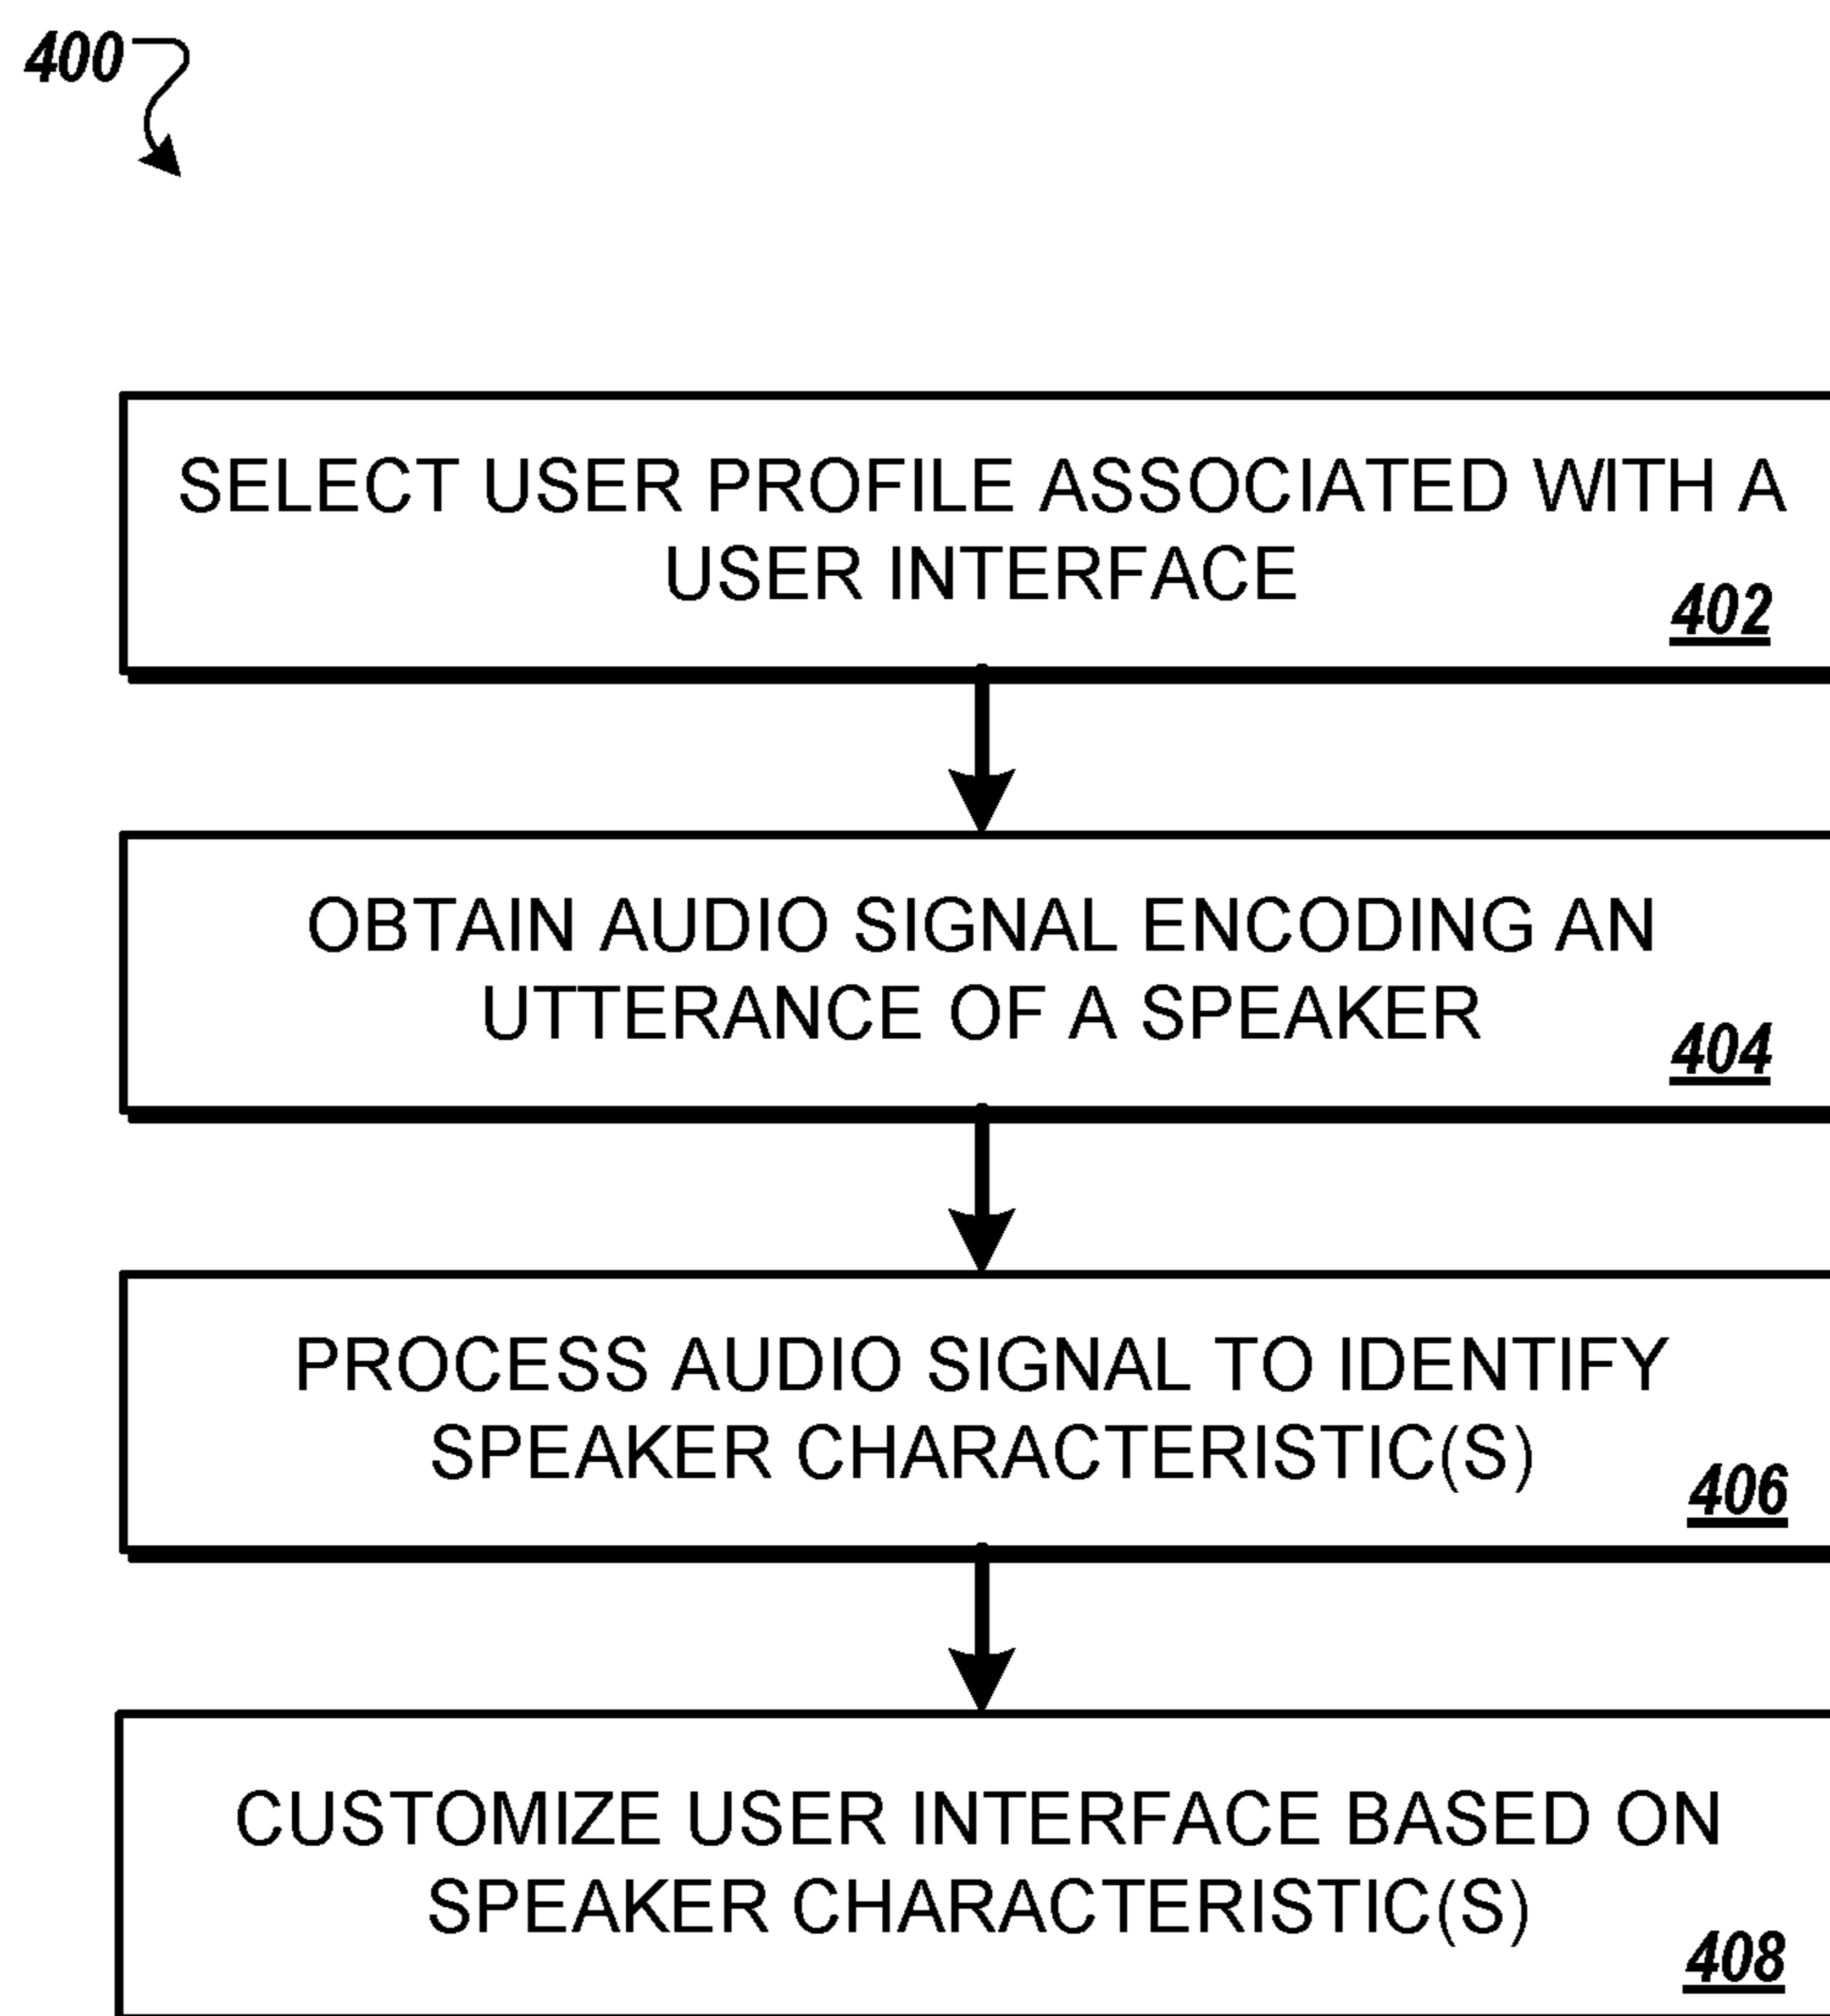 400
SELECT USER PROFILE ASSOCIATED WITH A
USER INTERFACE
402
OBTAIN AUDIO SIGNAL ENCODING AN
UTTERANCE OF A SPEAKER
404
PROCESS AUDIO SIGNAL TO IDENTIFY
SPEAKER CHARACTERISTIC(S)
406
CUSTOMIZE USER INTERFACE BASED ON
SPEAKER CHARACTERISTIC(S)
408